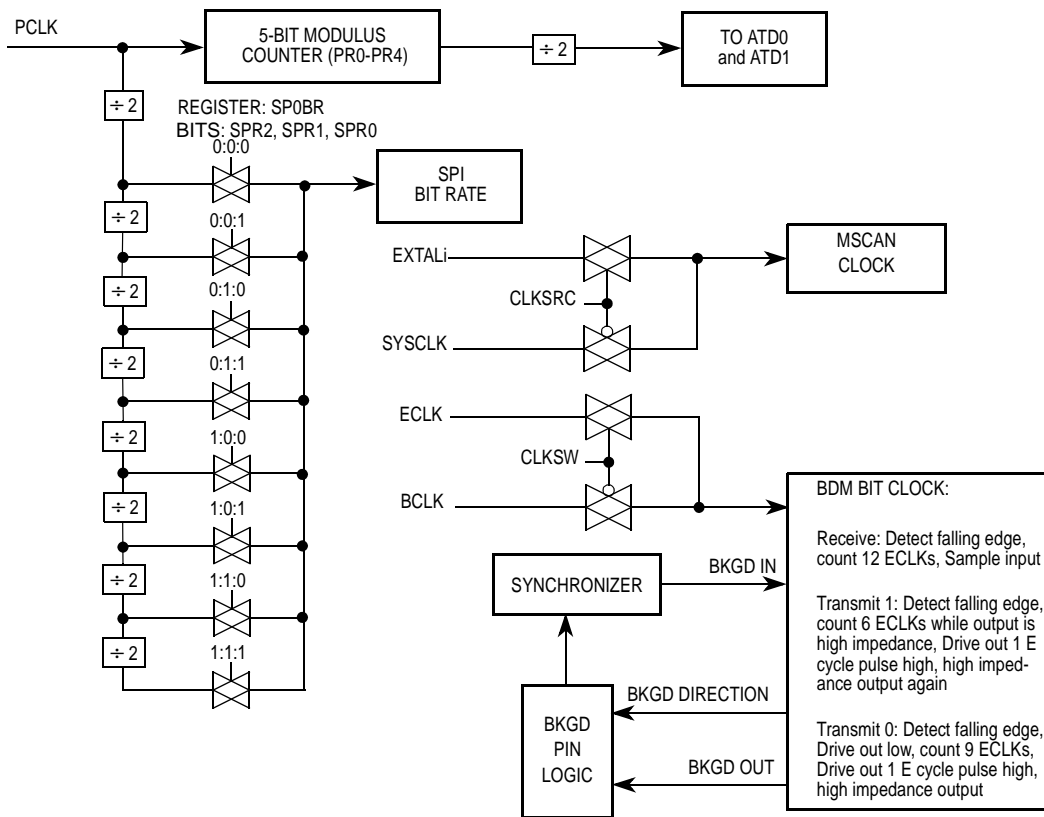 PCLK
5-BIT MODULUS
COUNTER (PR0-PR4)
÷ 2
TO ATD0
and ATD1
÷ 2
REGISTER: SP0BR
BITS: SPR2, SPR1, SPR0
0:0:0
SPI
BIT RATE
÷ 2
0:0:1
÷ 2
0:1:0
÷ 2
0:1:1
÷ 2
1:0:0
÷ 2
1:0:1
÷ 2
1:1:0
÷ 2
1:1:1
EXTALi
CLKSRC
SYSCLK
MSCAN
CLOCK
ECLK
CLKSW
BCLK
BDM BIT CLOCK:
Receive: Detect falling edge,
count 12 ECLKs, Sample input
Transmit 1: Detect falling edge,
count 6 ECLKs while output is
high impedance, Drive out 1 E
cycle pulse high, high imped-
ance output again
Transmit 0: Detect falling edge,
Drive out low, count 9 ECLKs,
Drive out 1 E cycle pulse high,
high impedance output
SYNCHRONIZER
BKGD IN
BKGD DIRECTION
BKGD
PIN
LOGIC
BKGD OUT